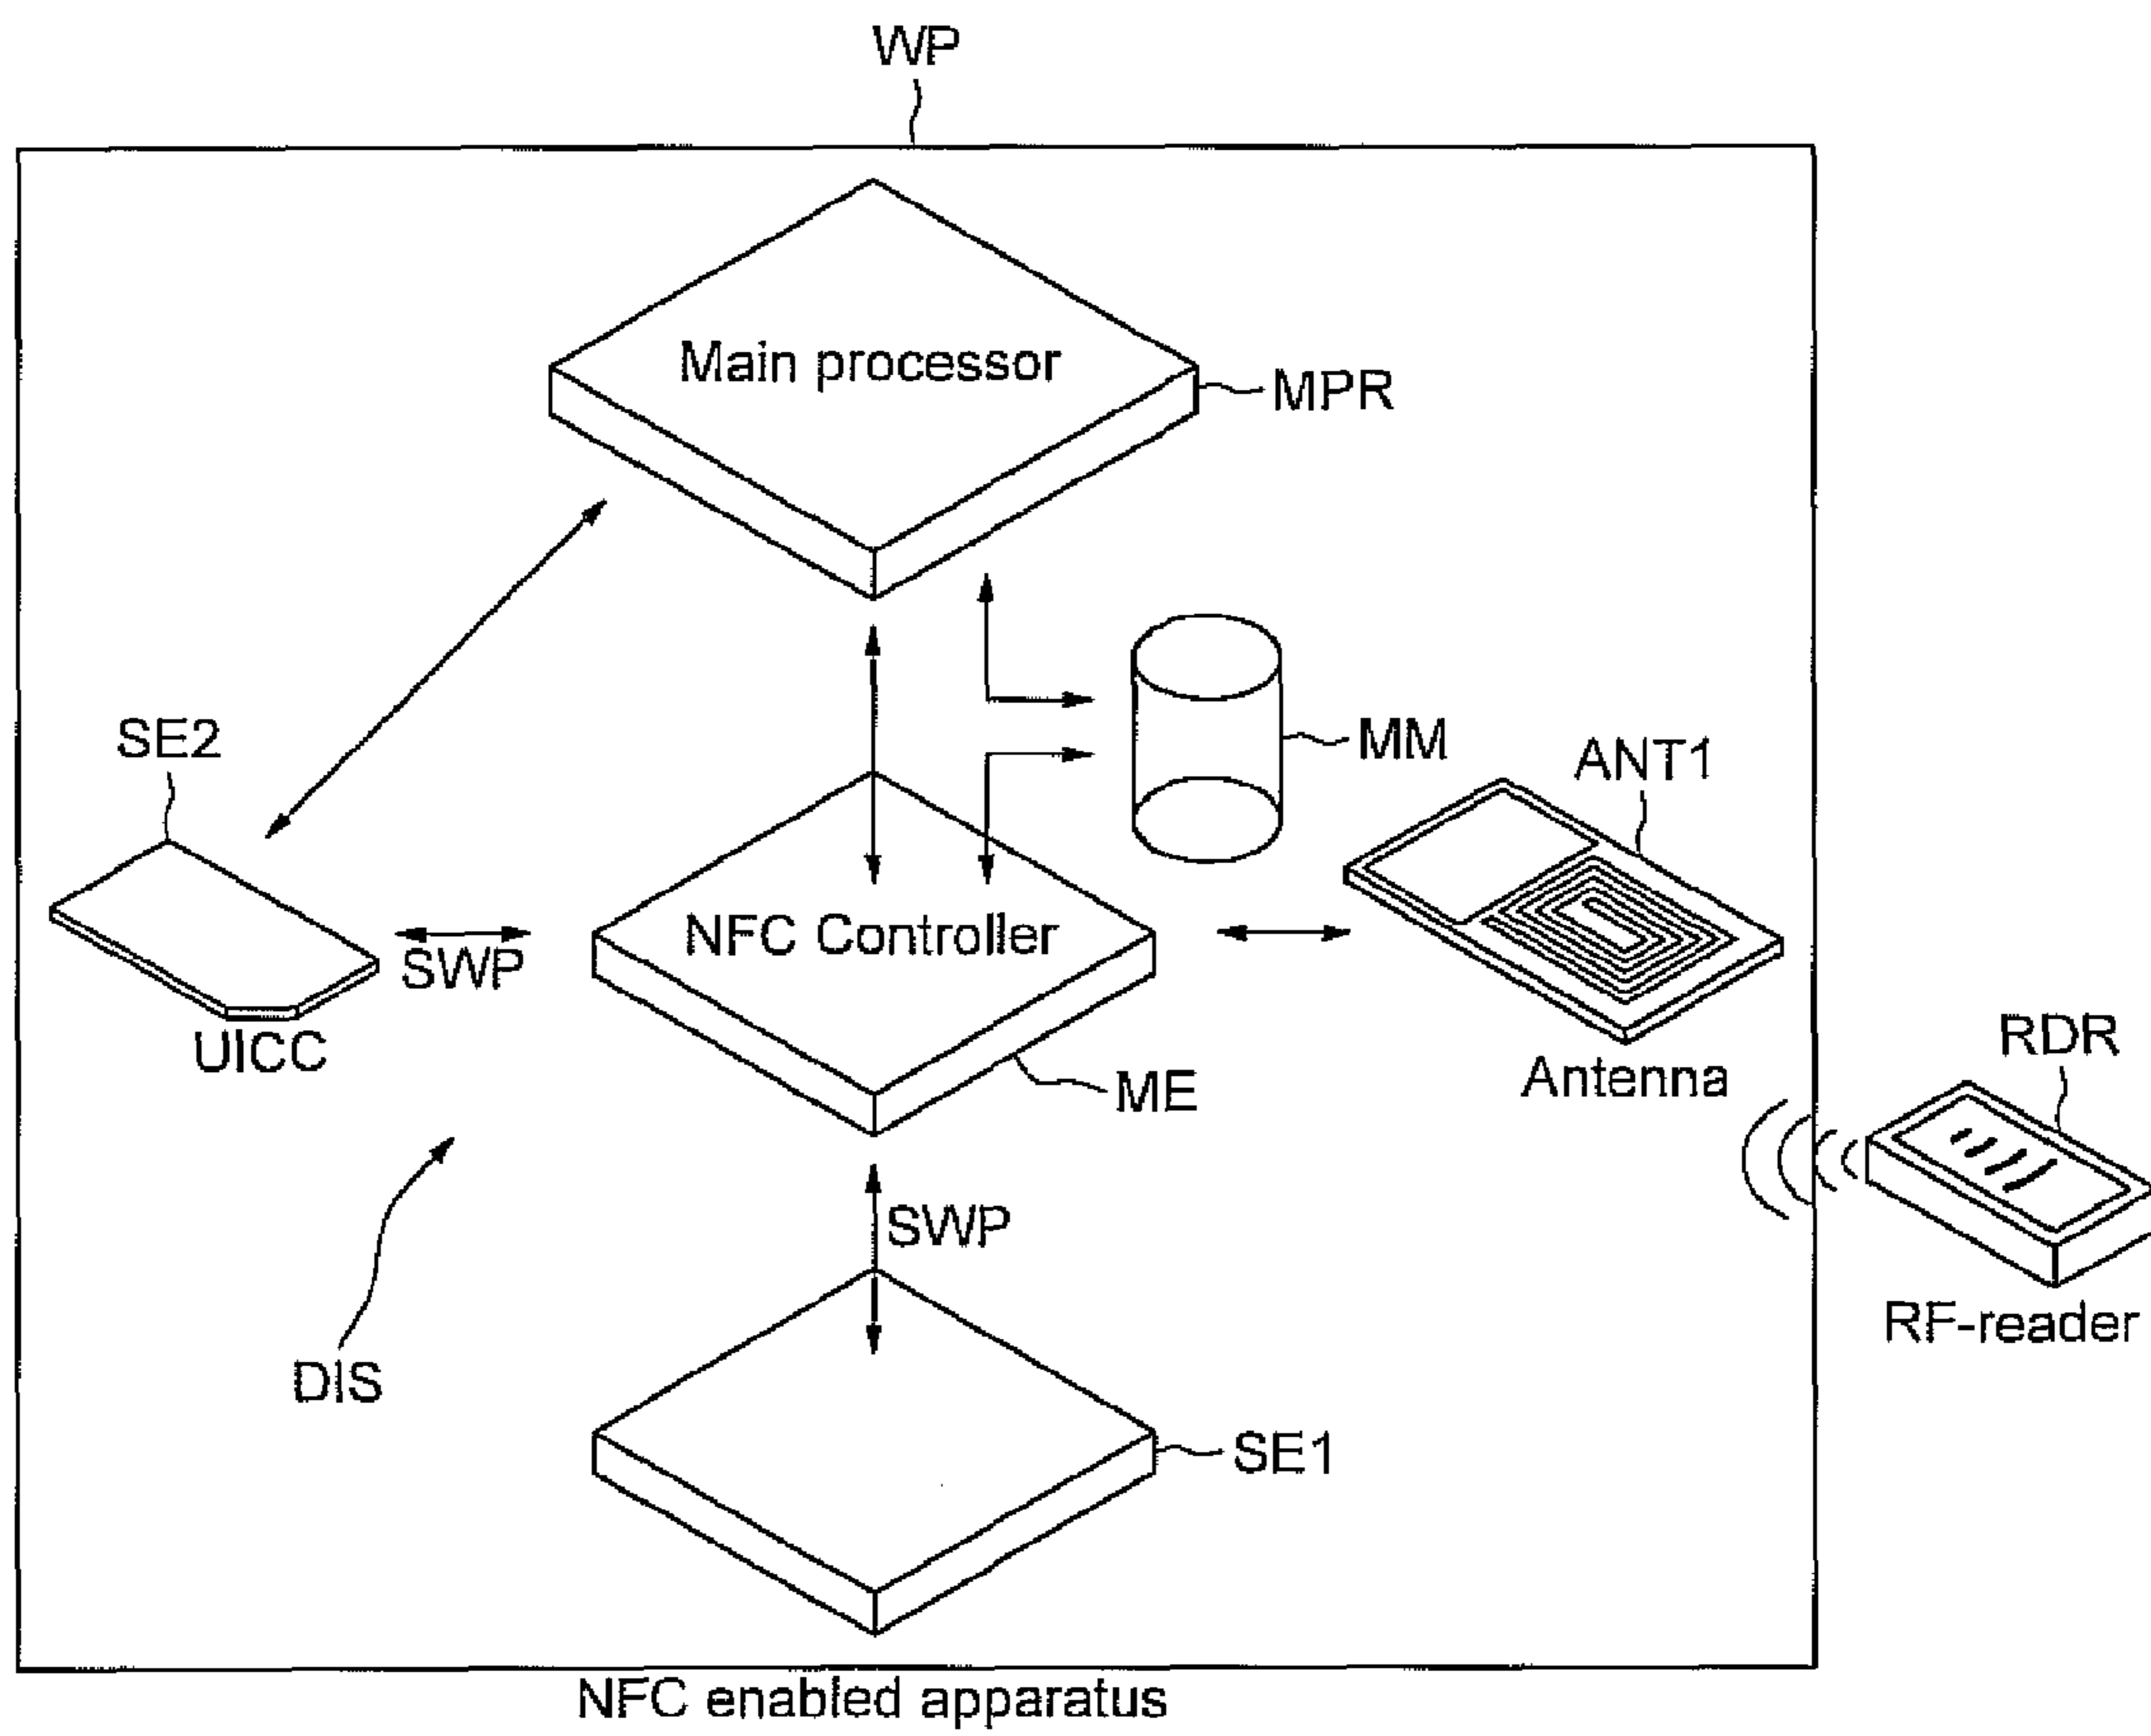 WP
Main processor
MPR
SE2
MM
ANT1
NFC Controller
SWP
UICC
RDR
Antenna
ME
SWP
RF-reader
DIS
SE1
NFC enabled apparatus